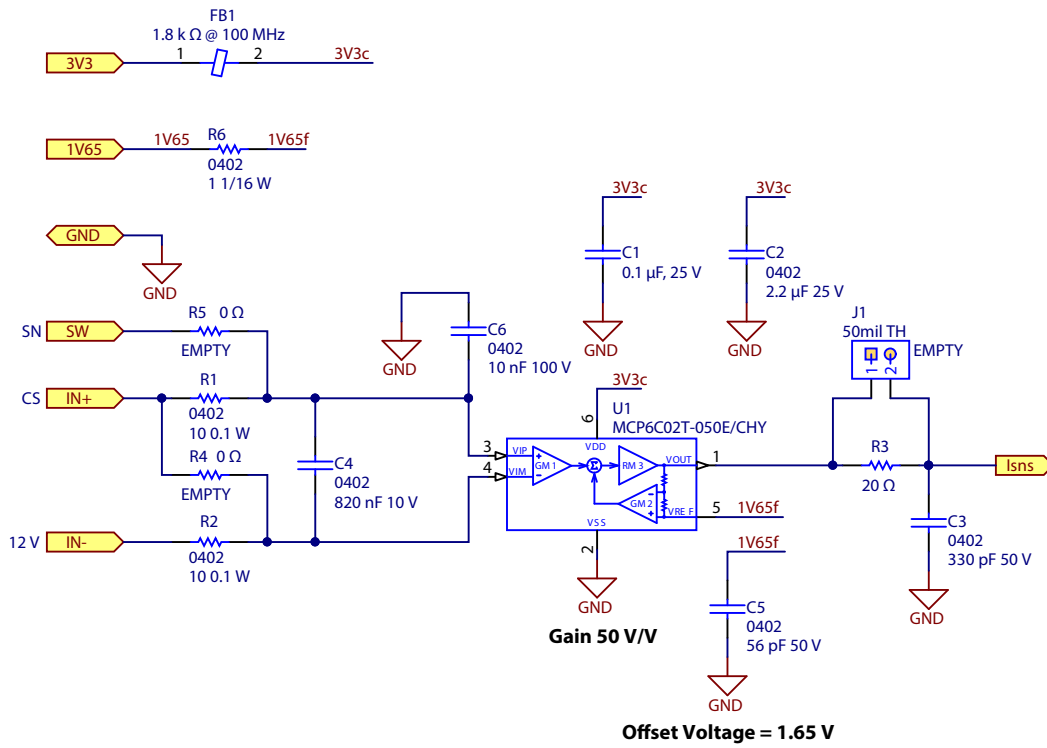 FB1
1.8 k Ω @ 100 MHz
3V3
1
2
3V3c
1V65
1V65
R6
1V65f
0402
1 1/16 W
GND
GND
3V3c
C1
0.1 µF, 25 V
GND
3V3c
C2
0402
2.2 µF 25 V
GND
SN
SW
R5 0 Ω
EMPTY
GND
C6
0402
10 nF 100 V
J1
50mil TH
EMPTY
1
2
CS
IN+
R1
0402
10 0.1 W
R4 0 Ω
EMPTY
C4
0402
820 nF 10 V
12 V
IN-
R2
0402
10 0.1 W
3V3c
U1
MCP6C02T-050E/CHY
6
VDD
3
VIP
4
VIM
GM 1
Σ
RM 3
VOUT
1
GM 2
VRE F
5
1V65f
VSS
2
GND
R3
20 Ω
Isns
C3
0402
330 pF 50 V
GND
1V65f
C5
0402
56 pF 50 V
GND
Gain 50 V/V
Offset Voltage = 1.65 V